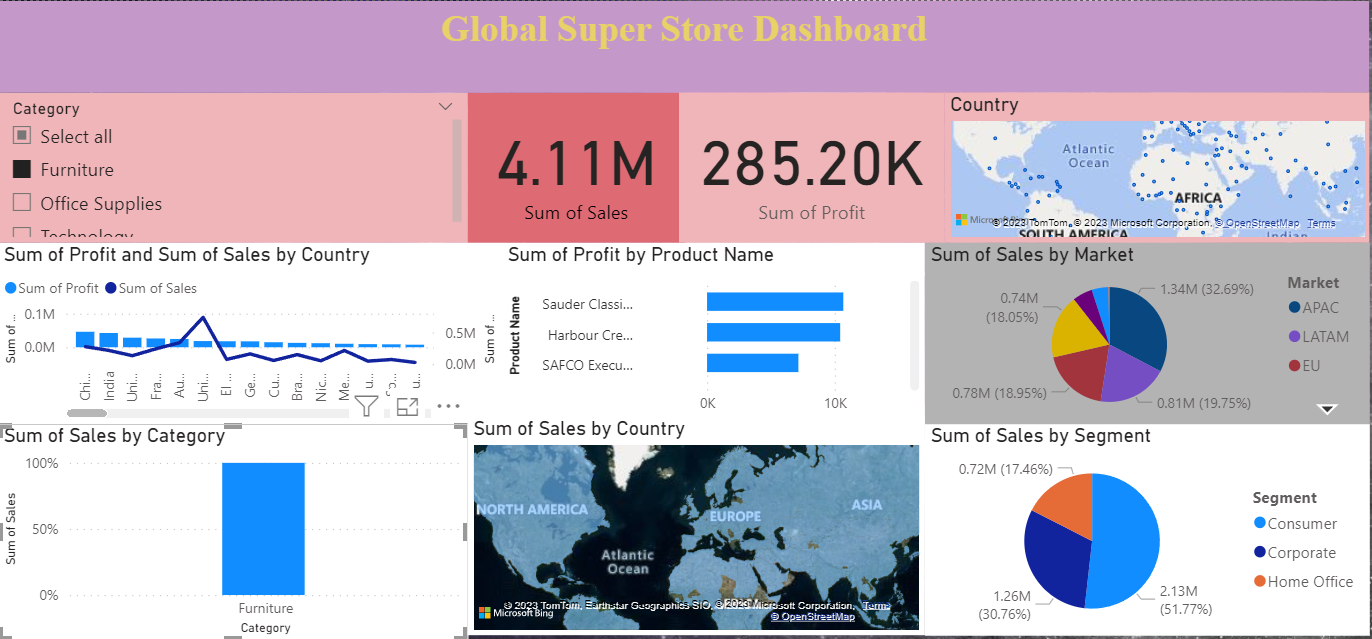 Global Super Store Dashboard
Category
Select all
Furniture
Office Supplies
Technology
4.11M
Sum of Sales
285.20K
Sum of Profit
Country
Atlantic
Ocean
AFRICA
SOUTH AMERICA
Indian
© 2023 TomTom, © 2023 Microsoft Corporation, © OpenStreetMap Terms
Sum of Profit and Sum of Sales by Country
Sum of Profit
Sum of Sales
Sum of ...
0.1M
0.0M
0.5M
0.0M
Sum of ...
Chi...
India
Uni...
Fra...
Au...
Uni...
El ...
Ge...
Cu...
Bra...
Nic...
Me...
u...
u...
Sum of Profit by Product Name
Product Name
Sauder Classi...
Harbour Cre...
SAFCO Execu...
0K
10K
Sum of Sales by Market
1.34M (32.69%)
0.81M (19.75%)
0.78M (18.95%)
0.74M
(18.05%)
Market
APAC
LATAM
EU
Sum of Sales by Category
Sum of Sales
100%
50%
0%
Furniture
Category
Sum of Sales by Country
NORTH AMERICA
EUROPE
ASIA
Atlantic
Ocean
© 2023 TomTom, Earthstar Geographics SIO, © 2023 Microsoft Corporation, Terms
Microsoft Bing
© OpenStreetMap
Sum of Sales by Segment
0.72M (17.46%)
1.26M
(30.76%)
2.13M
(51.77%)
Segment
Consumer
Corporate
Home Office